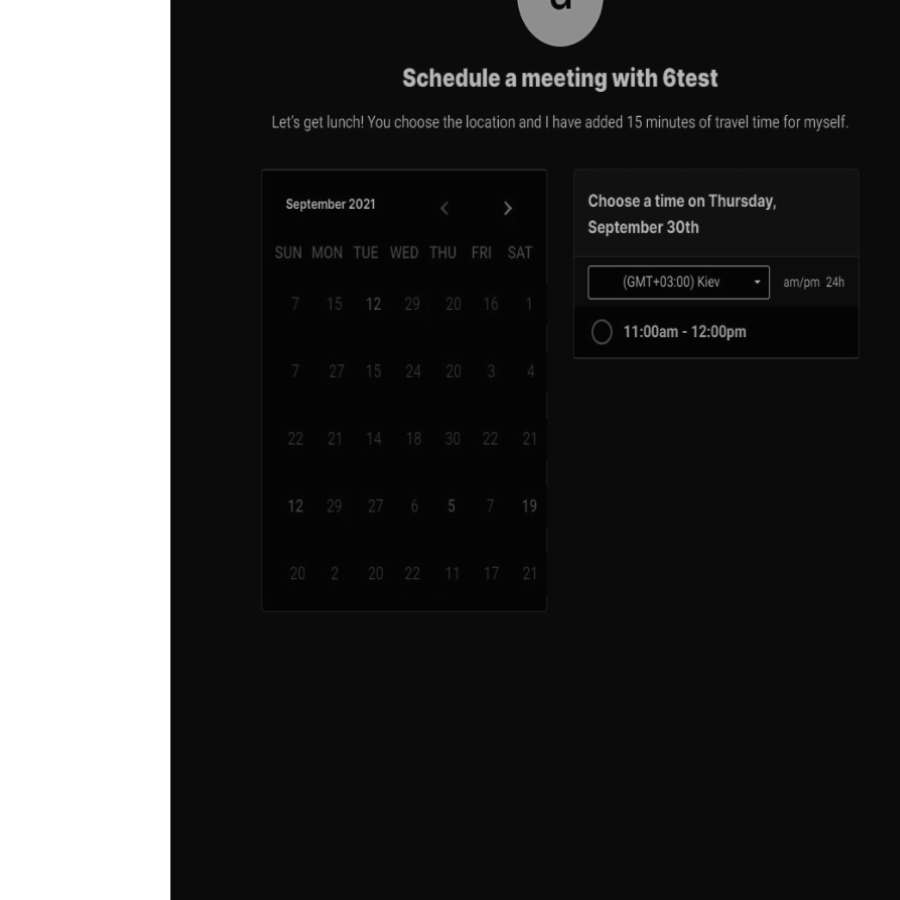 Schedule a meeting with 6test
Let's get lunch! You choose the location and I have added 15 minutes of travel time for myself.
September 2021
SUN MON TUE WED THU FRI SAT
7 15 12 29 20 16 1
7 27 15 24 20 3 4
22 21 14 18 30 22 21
12 29 27 6 5 7 19
20 2 20 22 11 17 21
Choose a time on Thursday,
September 30th
(GMT+03:00) Kiev am/pm 24h
11:00am - 12:00pm